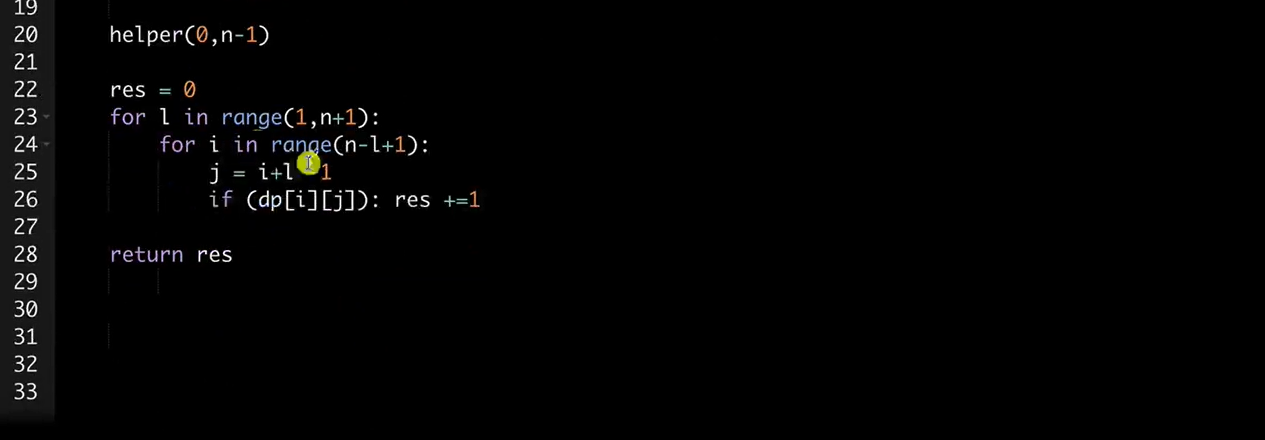 19
20 helper(0,n-1)
21
22 res = 0
23 for l in range(1,n+1):
24 for i in range(n-l+1):
25 j = i+l 1
26 if (dp[i][j]): res +=1
27
28 return res
29
30
31
32
33